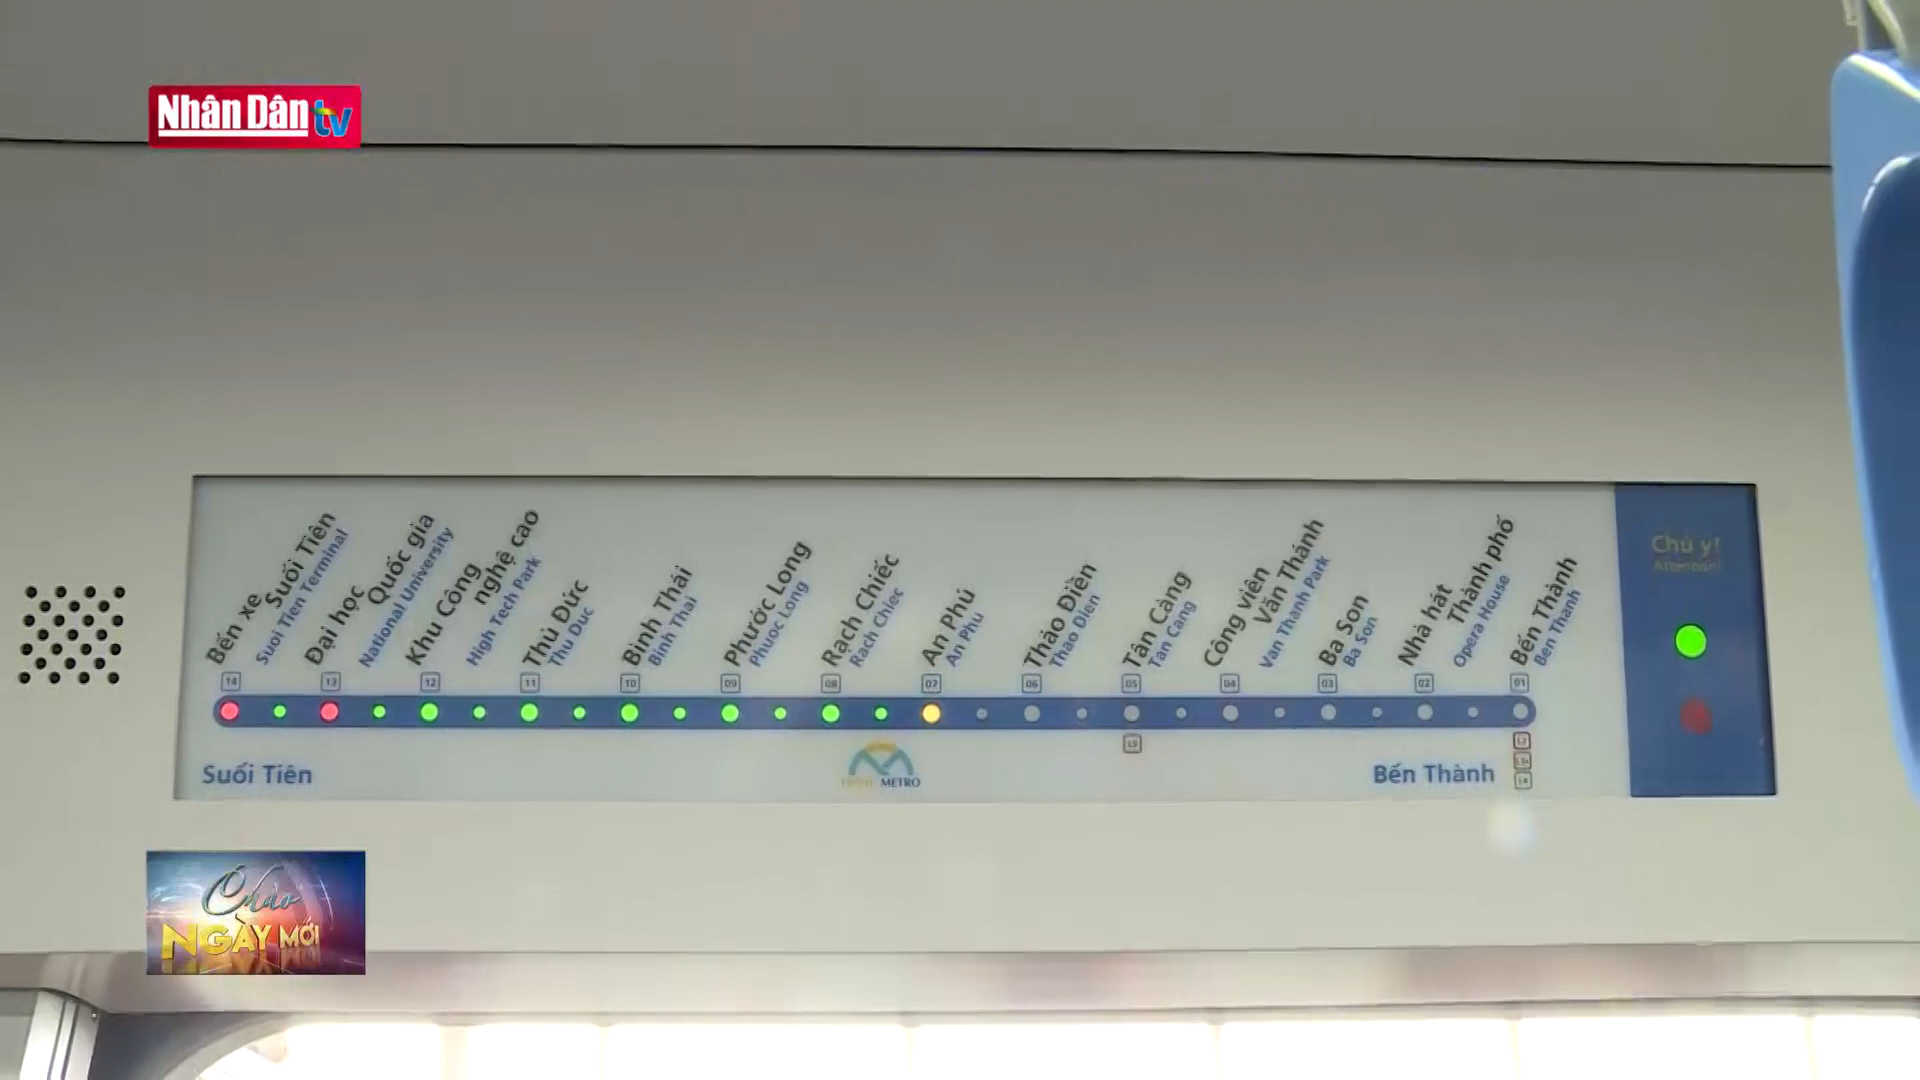 Nhân Dân tv
Bến xe
Suối Tiên
Suoi Tien Terminal
Đại học
Quốc gia
National University
Khu Công
nghệ cao
High Tech Park
Thủ Đức
Thu Duc
Bình Thái
Binh Thai
Phước Long
Phuoc Long
Rạch Chiếc
Rach Chiec
An Phú
An Phu
Thảo Điền
Thao Dien
Tân Cảng
Tan Cang
Công viên
Văn Thánh
Van Thanh Park
Ba Son
Ba Son
Nhà hát
Thành phố
Opera House
Bến Thành
Ben Thanh
Chú ý!
Attention!
14 13 12 11 10 09 08 07 06 05 04 03 02 01
L5
L2
L3a
L4
Suối Tiên
METRO
Bến Thành
Chào
NGÀY MỚI